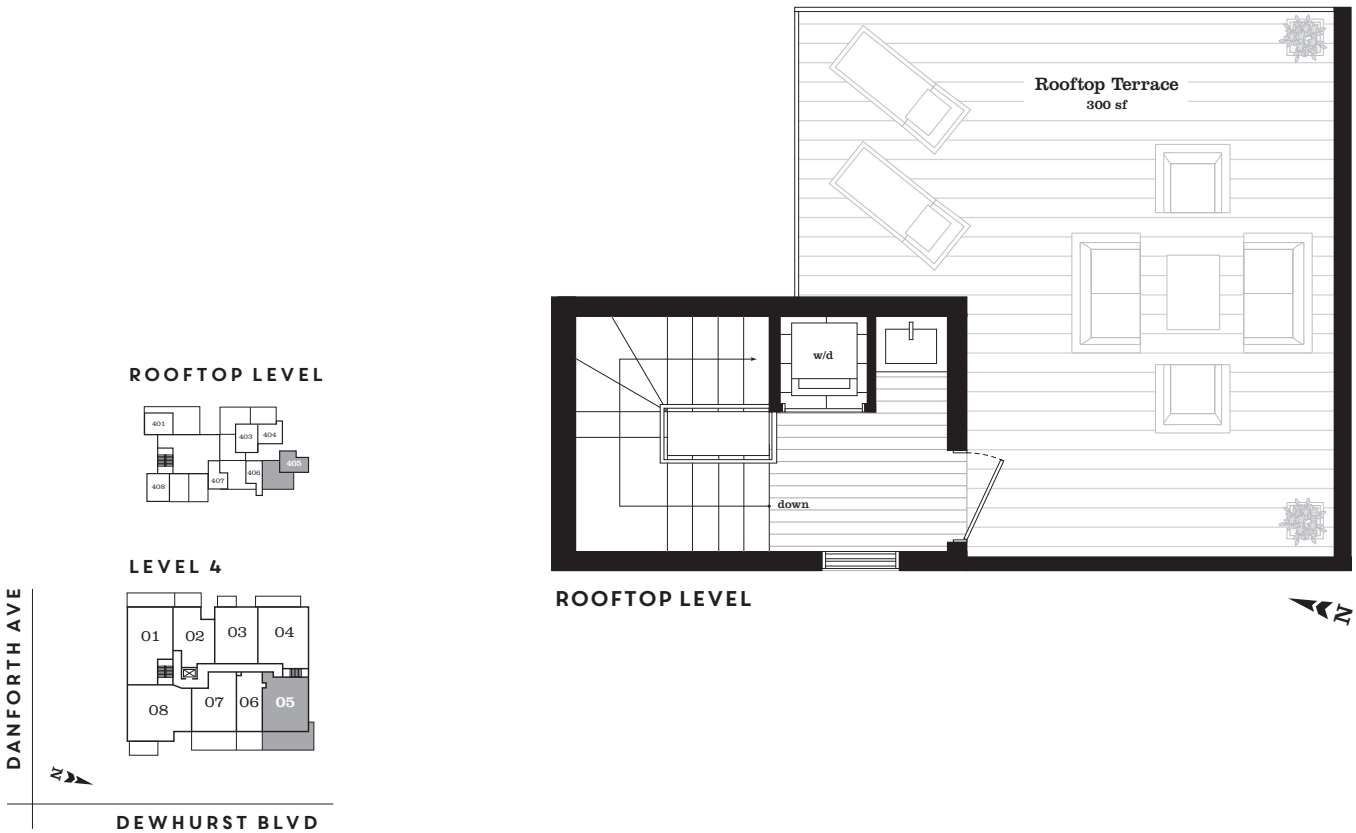 Rooftop Terrace
300 sf
w/d
down
ROOFTOP LEVEL
N
ROOFTOP LEVEL
401
403
404
405
406
407
408
LEVEL 4
01
02
03
04
05
06
07
08
DANFORTH AVE
N
DEWHURST BLVD